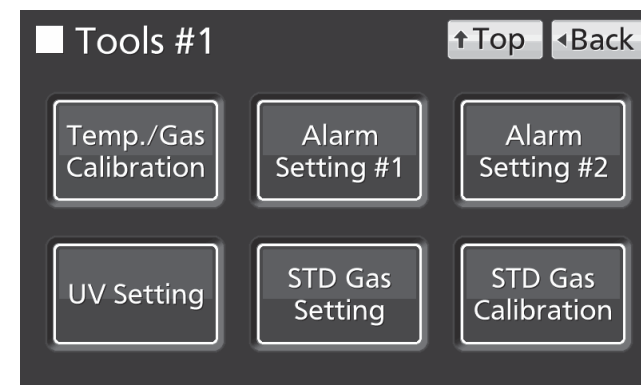 Tools #1
↑Top ◂Back
Temp./Gas
Calibration
Alarm
Setting #1
Alarm
Setting #2
UV Setting
STD Gas
Setting
STD Gas
Calibration